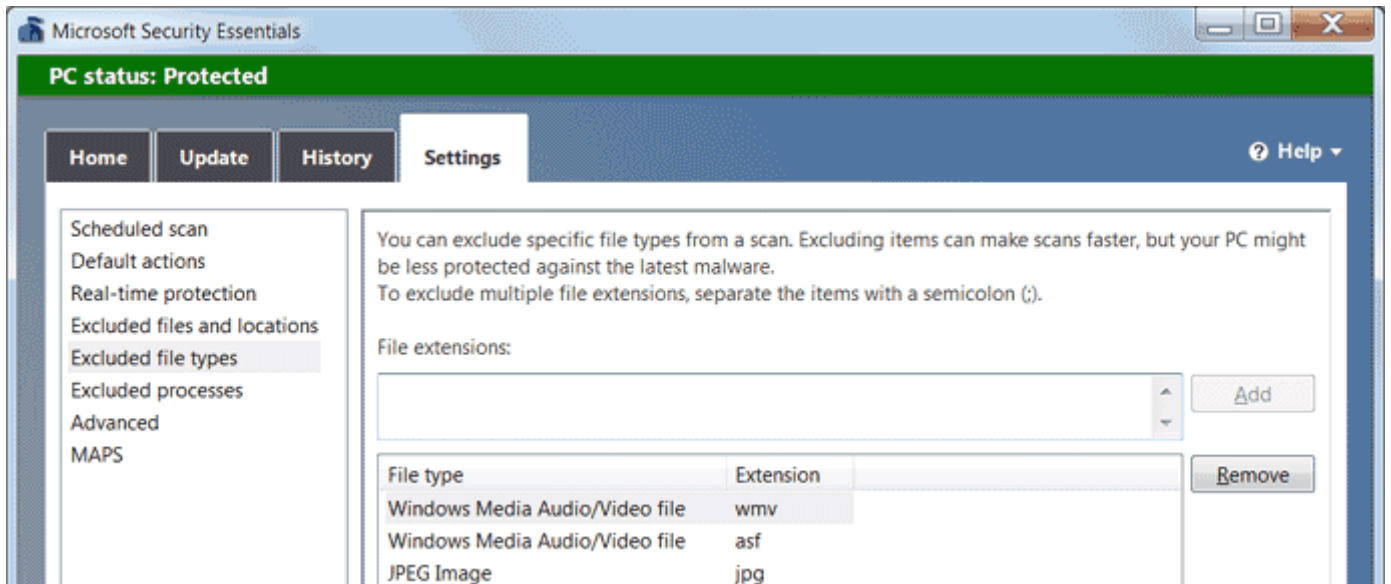 Microsoft Security Essentials
PC status: Protected
Home Update History Settings Help
Scheduled scan
Default actions
Real-time protection
Excluded files and locations
Excluded file types
Excluded processes
Advanced
MAPS
You can exclude specific file types from a scan. Excluding items can make scans faster, but your PC might
be less protected against the latest malware.
To exclude multiple file extensions, separate the items with a semicolon (;).
File extensions:
Add
File type Extension
Remove
Windows Media Audio/Video file wmv
Windows Media Audio/Video file asf
JPEG Image jpg